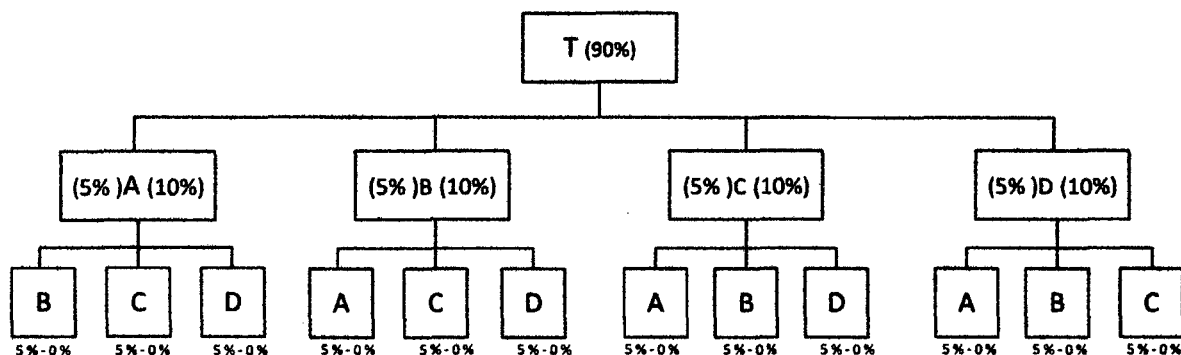 T (90%)
(5% )A (10%) (5% )B (10%) (5% )C (10%) (5% )D (10%)
B C D A C D A B D A B C
5%-0% 5%-0% 5%-0% 5%-0% 5%-0% 5%-0% 5%-0% 5%-0% 5%-0% 5%-0% 5%-0% 5%-0%